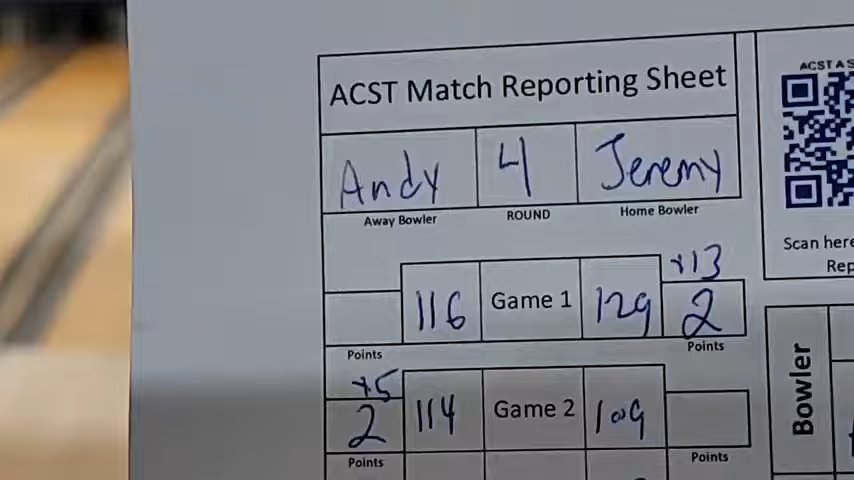 ACST Match Reporting Sheet
ACST A S
Andy 4 Jeremy
Away Bowler ROUND Home Bowler
Scan here
Rep
+13
116 Game 1 129 2
Points Points
+5
2 114 Game 2 109
Points Points
Bowler